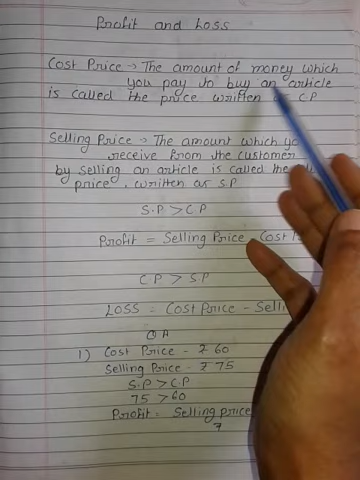 Profit and Loss
Cost Price → The amount of money which
you pay to buy an article
is called the price written as C.P
Selling Price → The amount which
receive from the customer
by selling an article is called the
price, written as S.P
S.P > C.P
Profit = Selling Price - Cost
C.P > S.P
Loss = Cost Price -
Q A
1) Cost Price - ₹ 60
Selling Price - ₹ 75
S.P > C.P
75 > 60
Profit = Selling price